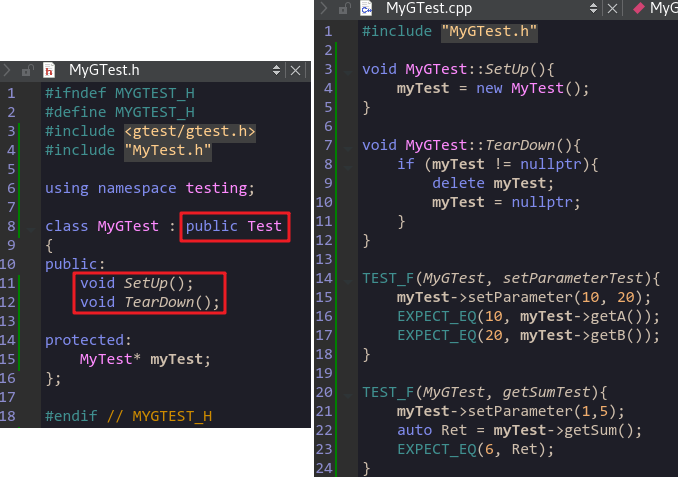 MyGTest.h
1 #ifndef MYGTEST_H
2 #define MYGTEST_H
3 #include <gtest/gtest.h>
4 #include "MyTest.h"
5
6 using namespace testing;
7
8 class MyGTest : public Test
9 {
10 public:
11     void SetUp();
12     void TearDown();
13
14 protected:
15     MyTest* myTest;
16 };
17
18 #endif // MYGTEST_H
MyGTest.cpp
MyG
1 #include "MyGTest.h"
2
3 void MyGTest::SetUp(){
4     myTest = new MyTest();
5 }
6
7 void MyGTest::TearDown(){
8     if (myTest != nullptr){
9         delete myTest;
10         myTest = nullptr;
11     }
12 }
13
14 TEST_F(MyGTest, setParameterTest){
15     myTest->setParameter(10, 20);
16     EXPECT_EQ(10, myTest->getA());
17     EXPECT_EQ(20, myTest->getB());
18 }
19
20 TEST_F(MyGTest, getSumTest){
21     myTest->setParameter(1,5);
22     auto Ret = myTest->getSum();
23     EXPECT_EQ(6, Ret);
24 }